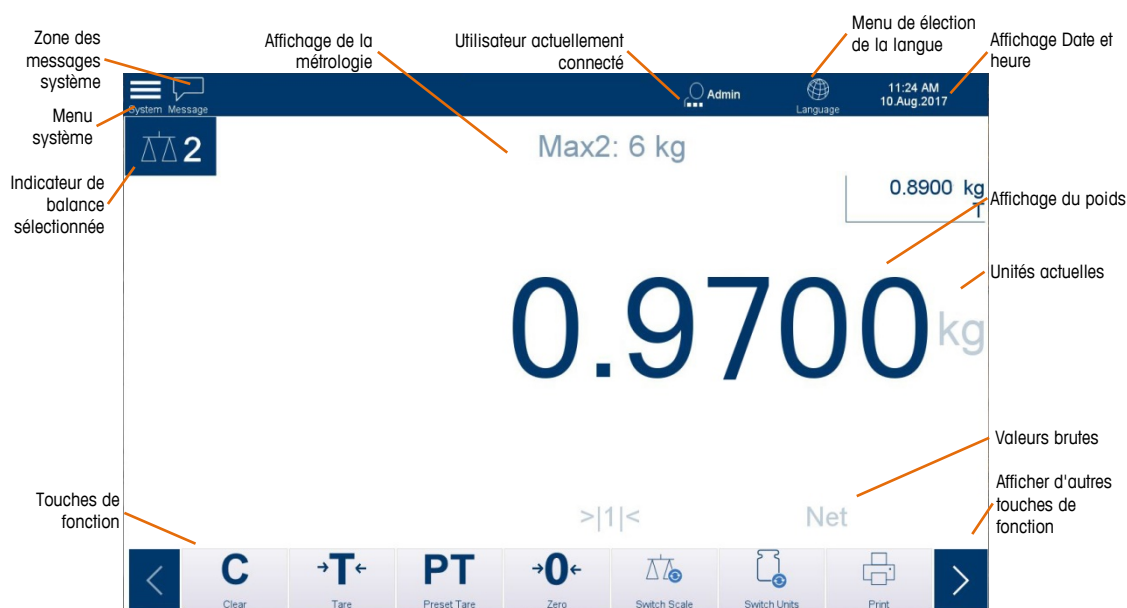 Zone des
messages
système
Affichage de la
métrologie
Utilisateur actuellement
connecté
Menu de élection
de la langue
Affichage Date et
heure
System Message
Admin
Language
11:24 AM
10.Aug.2017
Menu
système
2
Max2: 6 kg
Indicateur de
balance
sélectionnée
0.8900 kg
T
Affichage du poids
Unités actuelles
0.9700 kg
Valeurs brutes
Afficher d'autres
touches de
fonction
Touches de
fonction
>|1|<
Net
<
C
Clear
→T←
Tare
PT
Preset Tare
→0←
Zero
Switch Scale
Switch Units
Print
>